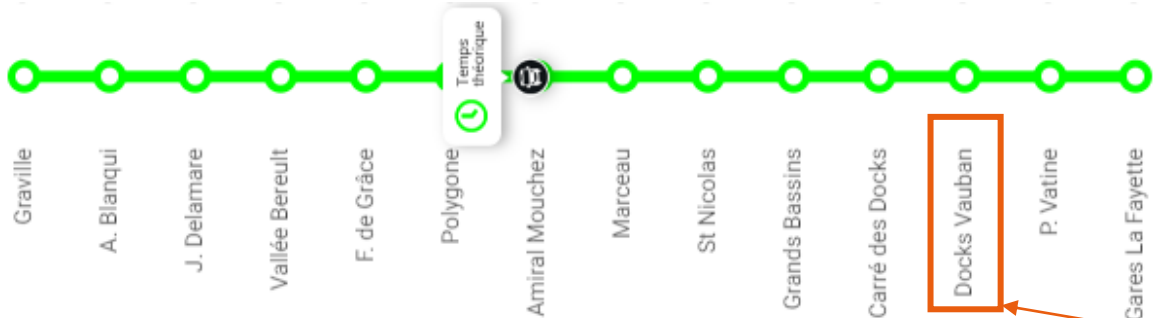 Temps
théorique
Graville
A. Blanqui
J. Delamare
Vallée Bereult
F. de Grâce
Polygone
Amiral Mouchez
Marceau
St Nicolas
Grands Bassins
Carré des Docks
Docks Vauban
P. Vatine
Gares La Fayette